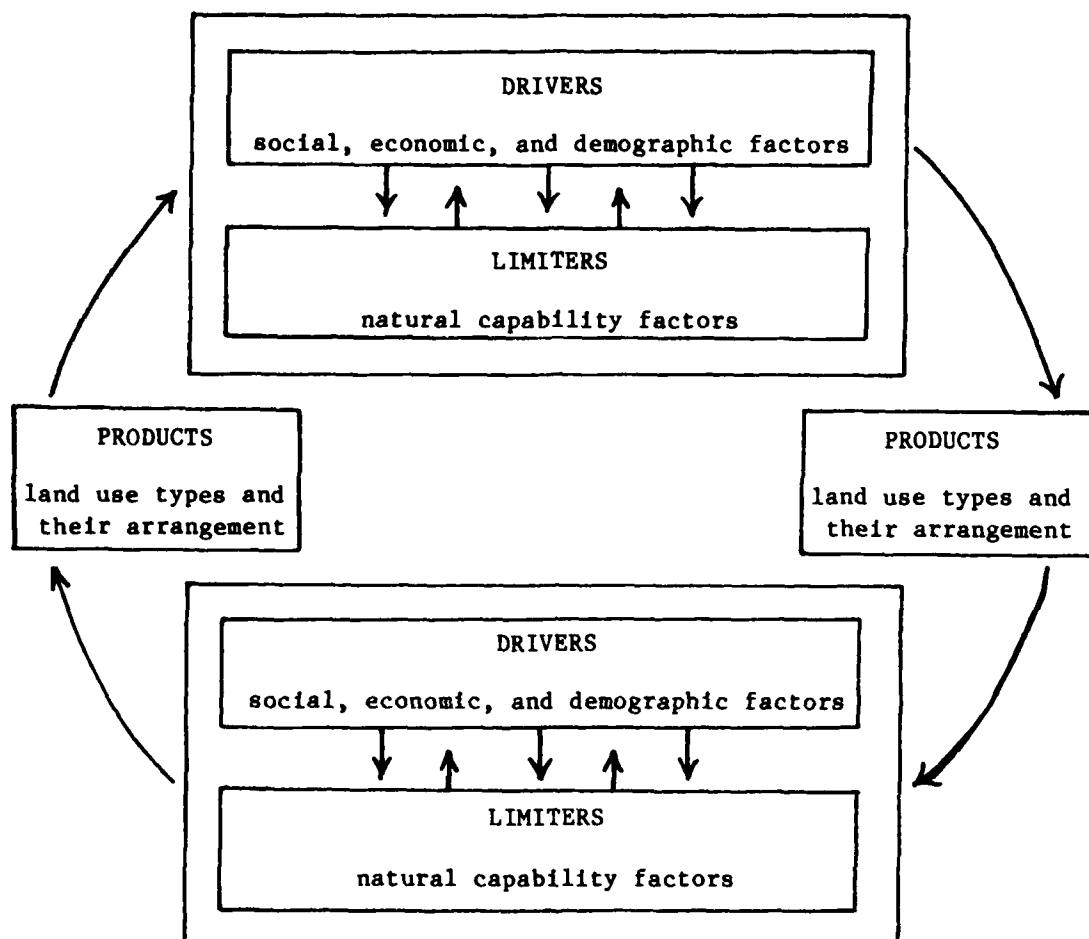 DRIVERS
social, economic, and demographic factors
LIMITERS
natural capability factors
PRODUCTS
land use types and
their arrangement
PRODUCTS
land use types and
their arrangement
DRIVERS
social, economic, and demographic factors
LIMITERS
natural capability factors